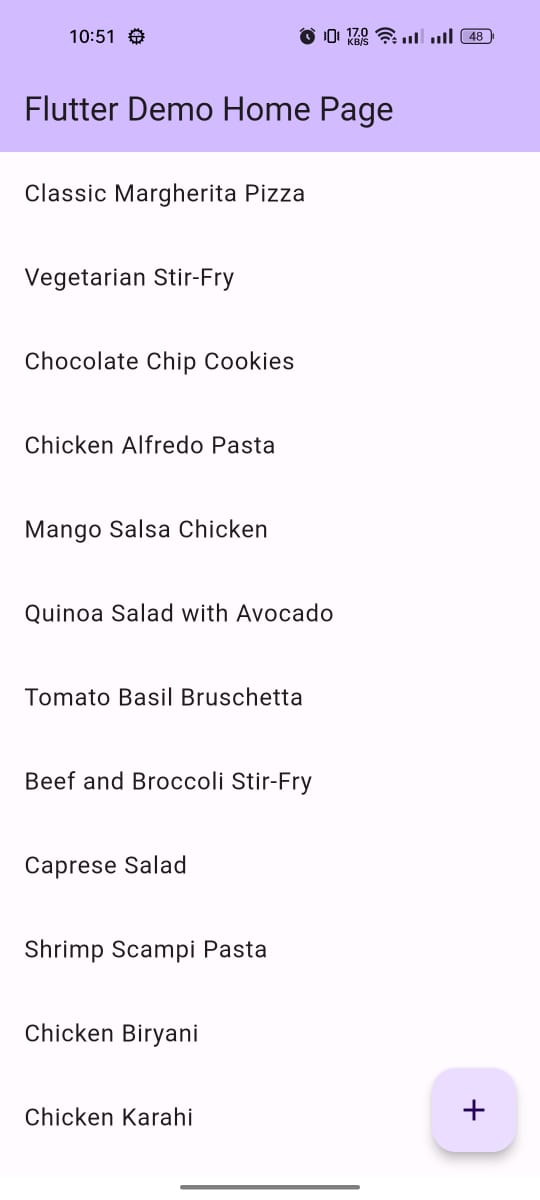 10:51 17.0 KB/S 48
Flutter Demo Home Page
Classic Margherita Pizza
Vegetarian Stir-Fry
Chocolate Chip Cookies
Chicken Alfredo Pasta
Mango Salsa Chicken
Quinoa Salad with Avocado
Tomato Basil Bruschetta
Beef and Broccoli Stir-Fry
Caprese Salad
Shrimp Scampi Pasta
Chicken Biryani
Chicken Karahi
+